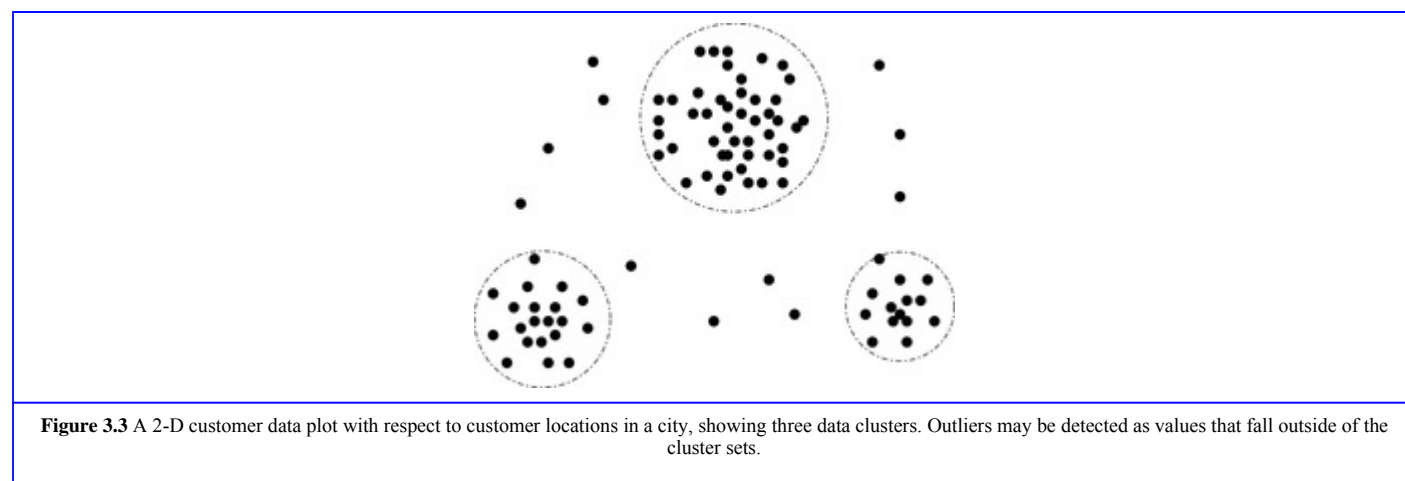 Figure 3.3 A 2-D customer data plot with respect to customer locations in a city, showing three data clusters. Outliers may be detected as values that fall outside of the
cluster sets.